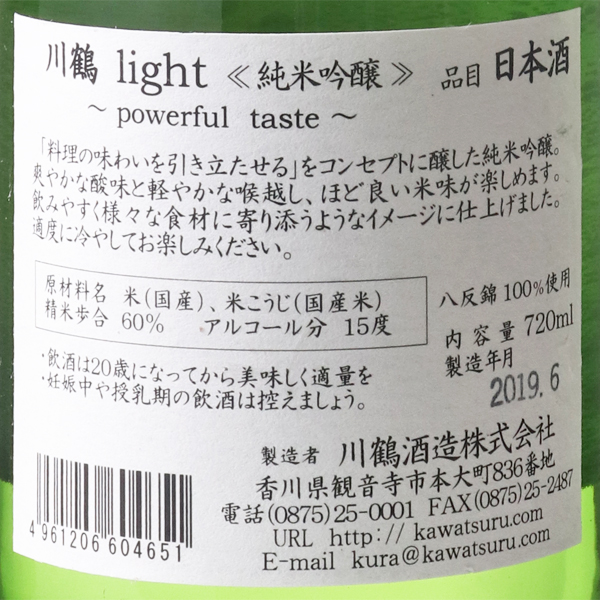 川鶴 light ≪純米吟醸≫ 品目 日本酒
～ powerful taste ～
「料理の味わいを引き立たせる」をコンセプトに醸した純米吟醸。
爽やかな酸味と軽やかな喉越し、ほど良い米味が楽しめます。
飲みやすく様々な食材に寄り添うようなイメージに仕上げました。
適度に冷やしてお楽しみください。
原材料名 米(国産)、米こうじ(国産米)
精米歩合 60% アルコール分 15度
八反錦100%使用
内容量 720ml
製造年月
2019.6
・飲酒は20歳になってから美味しく適量を
・妊娠中や授乳期の飲酒は控えましょう。
製造者 川鶴酒造株式会社
香川県観音寺市本大町836番地
電話(0875)25-0001 FAX(0875)25-2487
URL http://kawatsuru.com/
E-mail kura@kawatsuru.com
4961206604651